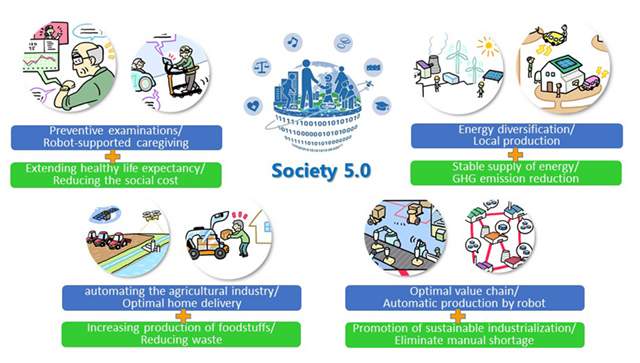 Preventive examinations/
Robot-supported caregiving
Extending healthy life expectancy/
Reducing the social cost
Society 5.0
Energy diversification/
Local production
Stable supply of energy/
GHG emission reduction
automating the agricultural industry/
Optimal home delivery
Increasing production of foodstuffs/
Reducing waste
Optimal value chain/
Automatic production by robot
Promotion of sustainable industrialization/
Eliminate manual shortage